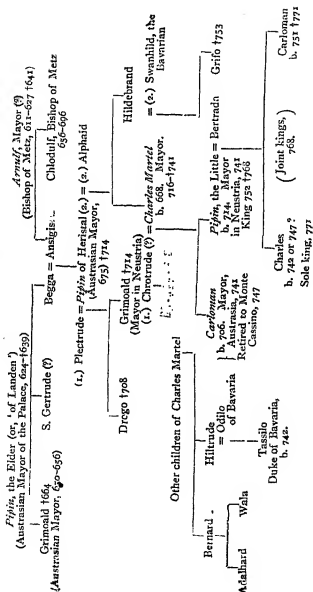 Pipin, the Elder (or, 'of Landen')
(Austrasian Mayor of the Palace, 624-†639)
Arnulf, Mayor (?)
(Bishop of Metz, 611-627 †641)
Grimoald †664
(Austrasian Mayor, 650-656)
S. Gertrude (?)
Begga = Ansigis
Chlodulf, Bishop of Metz
656-696
(1,) Plectrude = Pipin of Heristal (2,) = (2,) Alphaid
(Austrasian Mayor,
675) †714
Drogo †708
Grimoald †714
(Mayor in Neustria)
Hildebrand
(1,) Chrotrude (?) = Charles Martel
b. 668. Mayor.
716-†741
= (2,) Swanhild, the
Bavarian
Other children of Charles Martel
Carloman
b. 706. Mayor,
Austrasia, 741
Retired to Monte
Cassino, 747
Pipin, the Little = Bertrada
b. 714. Mayor
in Neustria, 741
King 752 †768
Grifo †753
Bernard
Hiltrude
= Odilo
of Bavaria
Adalhard
Wala
Tassilo
Duke of Bavaria,
b. 742.
Charles
b. 742 or 747 ?
Sole king, 771
(Joint kings,
768.)
Carloman
b. 751 †771